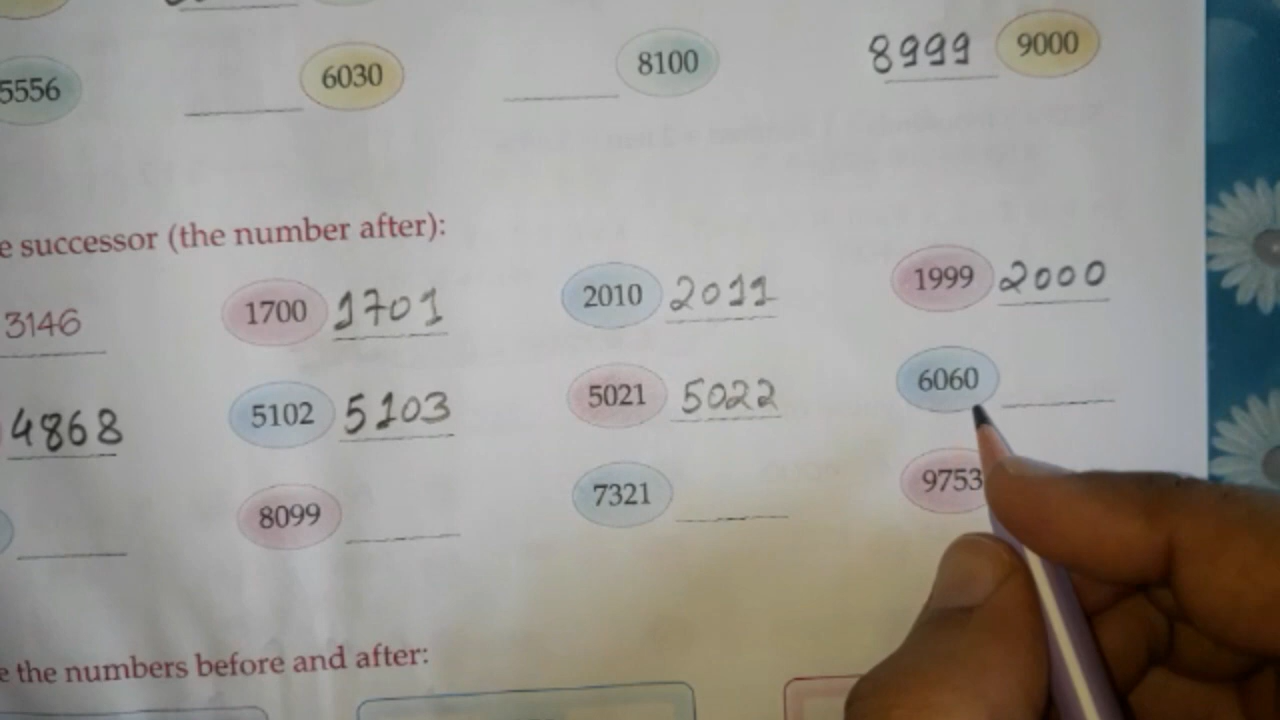 5556 6030 8100 8999 9000
e successor (the number after):
3146 1700 1701 2010 2011 1999 2000
4868 5102 5103 5021 5022 6060
8099 7321 9753
e the numbers before and after: